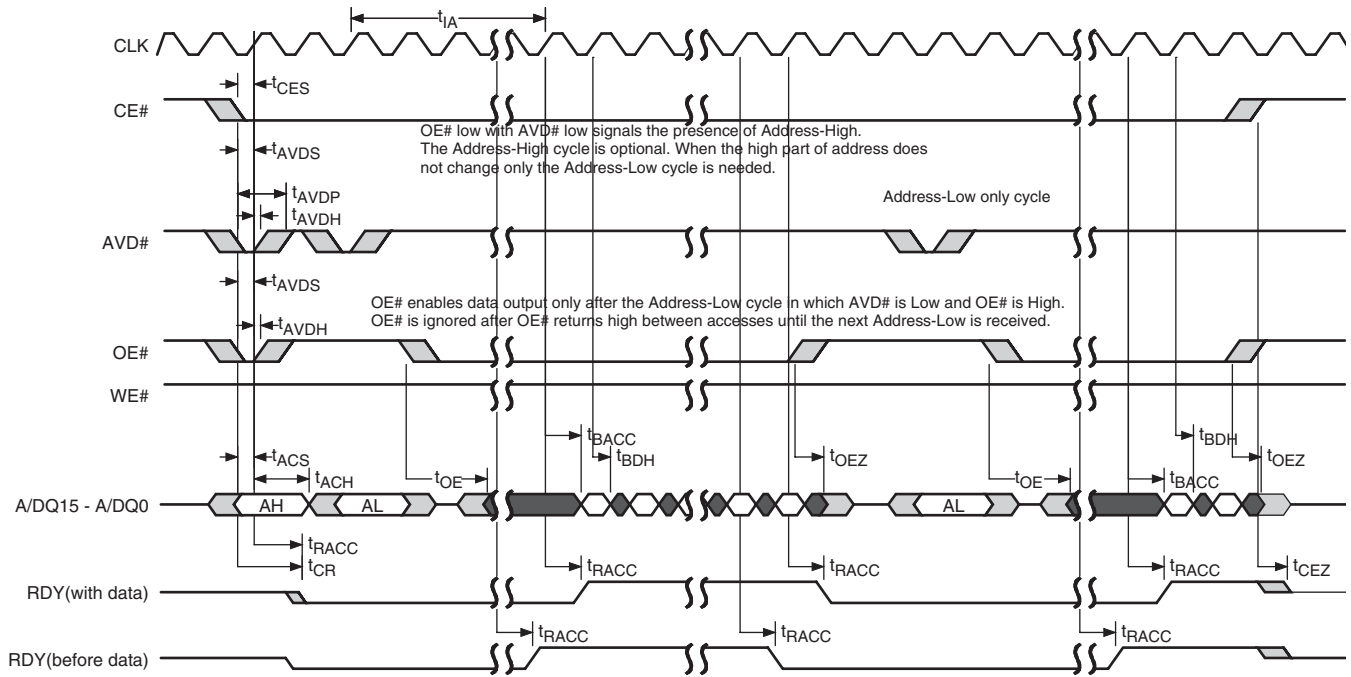 tIA
CLK
tCES
CE#
OE# low with AVD# low signals the presence of Address-High.
The Address-High cycle is optional. When the high part of address does
not change only the Address-Low cycle is needed.
tAVDS
tAVDP
Address-Low only cycle
tAVDH
AVD#
tAVDS
OE# enables data output only after the Address-Low cycle in which AVD# is Low and OE# is High.
OE# is ignored after OE# returns high between accesses until the next Address-Low is received.
tAVDH
OE#
WE#
tBACC
tBDH
tACS
tBDH
tOEZ
tOEZ
tACH
tOE
tOE
tBACC
A/DQ15 - A/DQ0
AH
AL
AL
tRACC
tCR
tRACC
tRACC
tRACC
tCEZ
RDY(with data)
tRACC
tRACC
tRACC
RDY(before data)